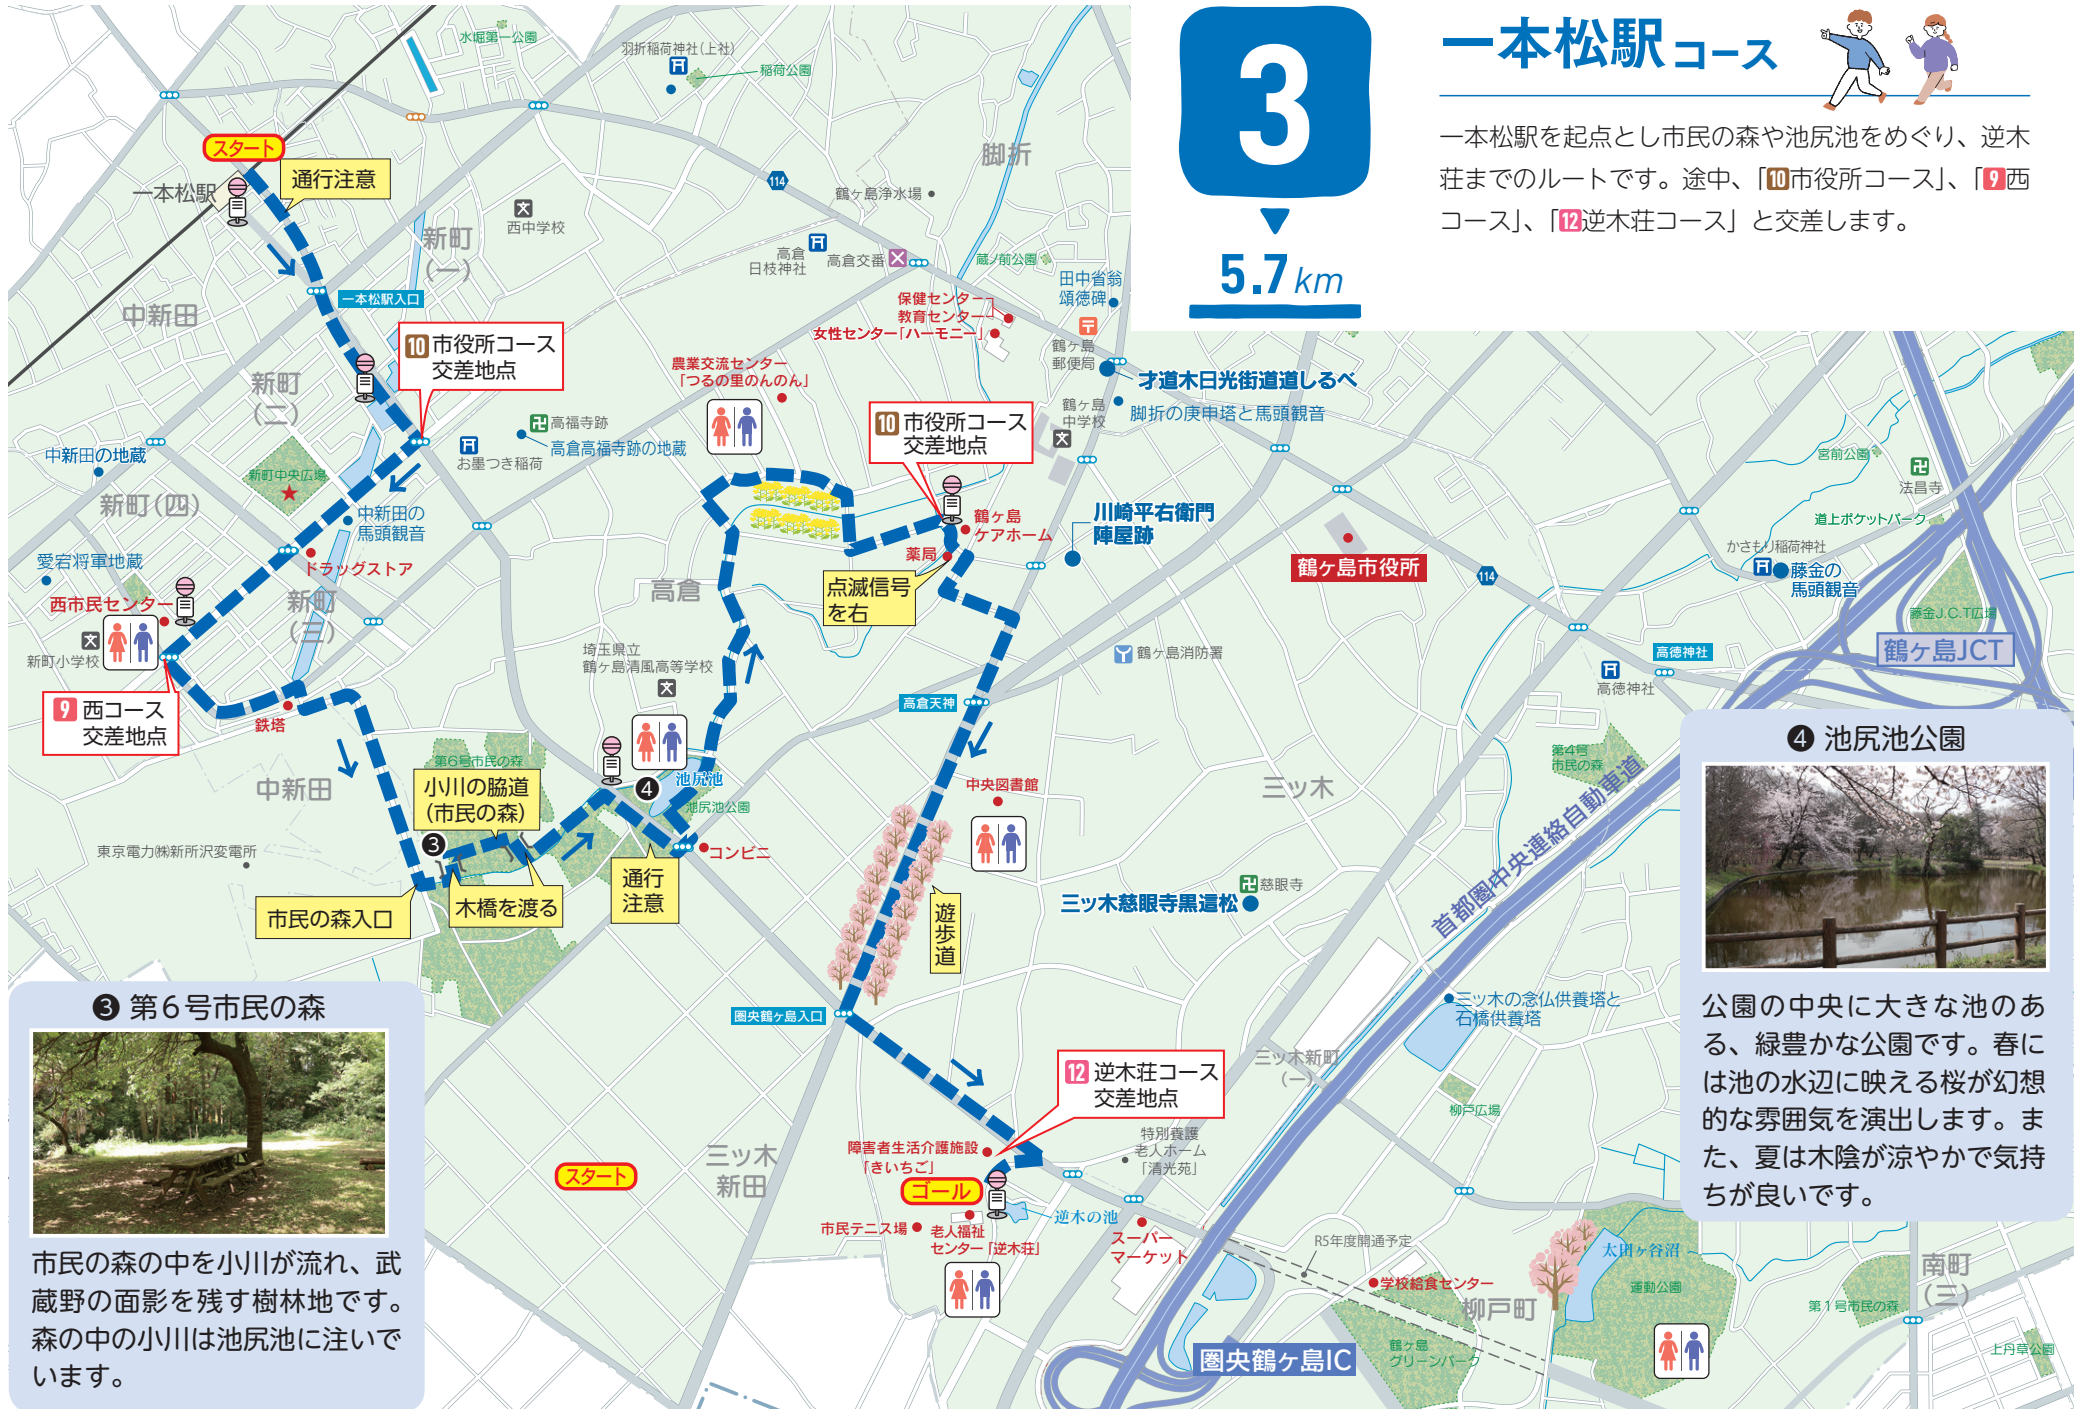 3
5.7km
一本松駅コース
一本松駅を起点とし市民の森や池尻池をめぐり、逆木
荘までのルートです。途中、「10市役所コース」、「9西
コース」、「12逆木荘コース」と交差します。
水堀第一公園
羽折稲荷神社(上社)
稲荷公園
スタート
通行注意
一本松駅
脚折
114
鶴ヶ島浄水場
西中学校
新町
(一)
高倉
日枝神社
高倉交番
蔵ノ前公園
田中省翁
頌徳碑
一本松駅入口
中新田
保健センター
教育センター
女性センター「ハーモニー」
鶴ヶ島
郵便局
10市役所コース
交差地点
農業交流センター
「つるの里のんのん」
新町
(二)
才道木日光街道道しるべ
脚折の庚申塔と馬頭観音
鶴ヶ島
中学校
10市役所コース
交差地点
高福寺跡
高倉高福寺跡の地蔵
お墨つき稲荷
中新田の地蔵
新町中央広場
新町(四)
中新田の
馬頭観音
宮前公園
法昌寺
道上ポケットパーク
かさもり稲荷神社
藤金の
馬頭観音
川崎平右衛門
陣屋跡
鶴ヶ島
ケアホーム
薬局
点滅信号
を右
鶴ヶ島市役所
114
愛宕将軍地蔵
ドラッグストア
西市民センター
新町
(三)
高倉
新町小学校
埼玉県立
鶴ヶ島清風高等学校
鶴ヶ島消防署
藤金J.C.T広場
鶴ヶ島JCT
高徳神社
高徳神社
9西コース
交差地点
鉄塔
高倉天神
中新田
第6号市民の森
小川の脇道
(市民の森)
4
池尻池
池尻池公園
中央図書館
三ッ木
第4号
市民の森
首都圏中央連絡自動車道
3
東京電力㈱新所沢変電所
コンビニ
通行
注意
市民の森入口
木橋を渡る
遊歩道
慈眼寺
三ッ木慈眼寺黒這松
4 池尻池公園
公園の中央に大きな池のあ
る、緑豊かな公園です。春に
は池の水辺に映える桜が幻想
的な雰囲気を演出します。ま
た、夏は木陰が涼やかで気持
ちが良いです。
3 第6号市民の森
市民の森の中を小川が流れ、武
蔵野の面影を残す樹林地です。
森の中の小川は池尻池に注いで
います。
圏央鶴ヶ島入口
三ッ木の念仏供養塔と
石橋供養塔
三ッ木新町
(一)
12逆木荘コース
交差地点
柳戸広場
特別養護
老人ホーム
「清光苑」
障害者生活介護施設
「きいちご」
三ッ木
新田
スタート
ゴール
逆木の池
市民テニス場
老人福祉
センター「逆木荘」
スーパー
マーケット
R5年度開通予定
学校給食センター
柳戸町
太田ヶ谷沼
運動公園
南町
(三)
第1号市民の森
鶴ヶ島
グリーンパーク
上丹草公園
圏央鶴ヶ島IC